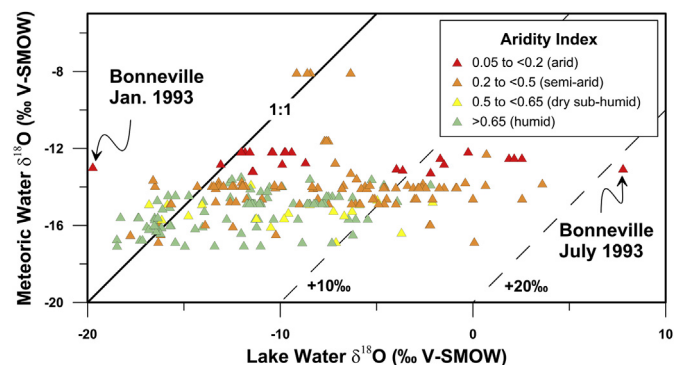 Aridity Index
0.05 to <0.2 (arid)
0.2 to <0.5 (semi-arid)
0.5 to <0.65 (dry sub-humid)
>0.65 (humid)
Bonneville
Jan. 1993
1:1
Bonneville
July 1993
+10‰
+20‰
Meteoric Water δ18O (‰ V-SMOW)
-8
-12
-16
-20
-20
-10
0
10
Lake Water δ18O (‰ V-SMOW)